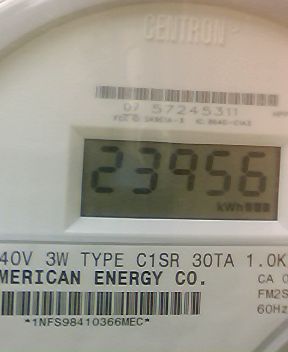 CENTRON
07 57245311
23956
kWh
40V 3W TYPE C1SR 30TA 1.0K
MERICAN ENERGY CO.
CA 0
FM2S
60Hz
*1NFS98410366MEC*